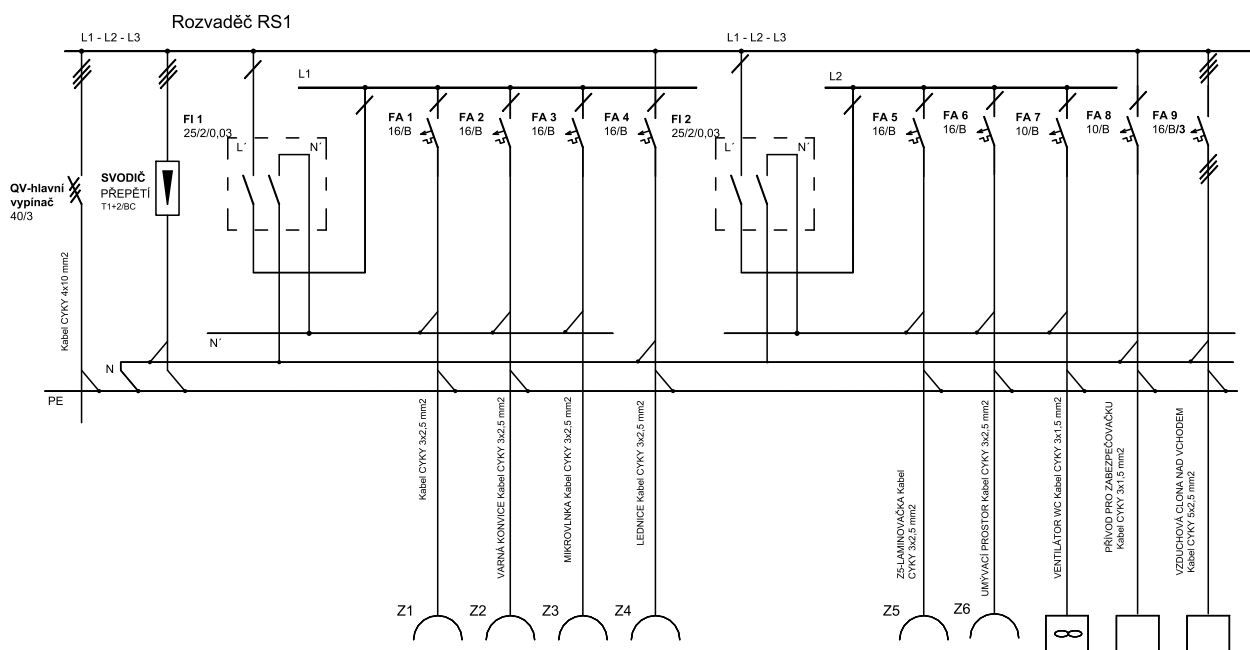 Rozvaděč RS1
L1 - L2 - L3
L1 - L2 - L3
L1
L2
FI 1
25/2/0,03
FA 1
16/B
FA 2
16/B
FA 3
16/B
FA 4
16/B
FI 2
25/2/0,03
FA 5
16/B
FA 6
16/B
FA 7
10/B
FA 8
10/B
FA 9
16/B/3
L´
N´
L´
N´
QV-hlavní
vypínač
40/3
SVODIČ
PŘEPĚTÍ
T1+2/BC
Kabel CYKY 4x10 mm2
N´
N
PE
Kabel CYKY 3x2,5 mm2
VARNÁ KONVICE Kabel CYKY 3x2,5 mm2
MIKROVLNKA Kabel CYKY 3x2,5 mm2
LEDNICE Kabel CYKY 3x2,5 mm2
Z5-LAMINOVAČKA Kabel
CYKY 3x2,5 mm2
UMÝVACÍ PROSTOR Kabel CYKY 3x2,5 mm2
VENTILÁTOR WC Kabel CYKY 3x1,5 mm2
PŘÍVOD PRO ZABEZPEČOVAČKU
Kabel CYKY 3x1,5 mm2
VZDUCHOVÁ CLONA NAD VCHODEM
Kabel CYKY 5x2,5 mm2
Z1
Z2
Z3
Z4
Z5
Z6